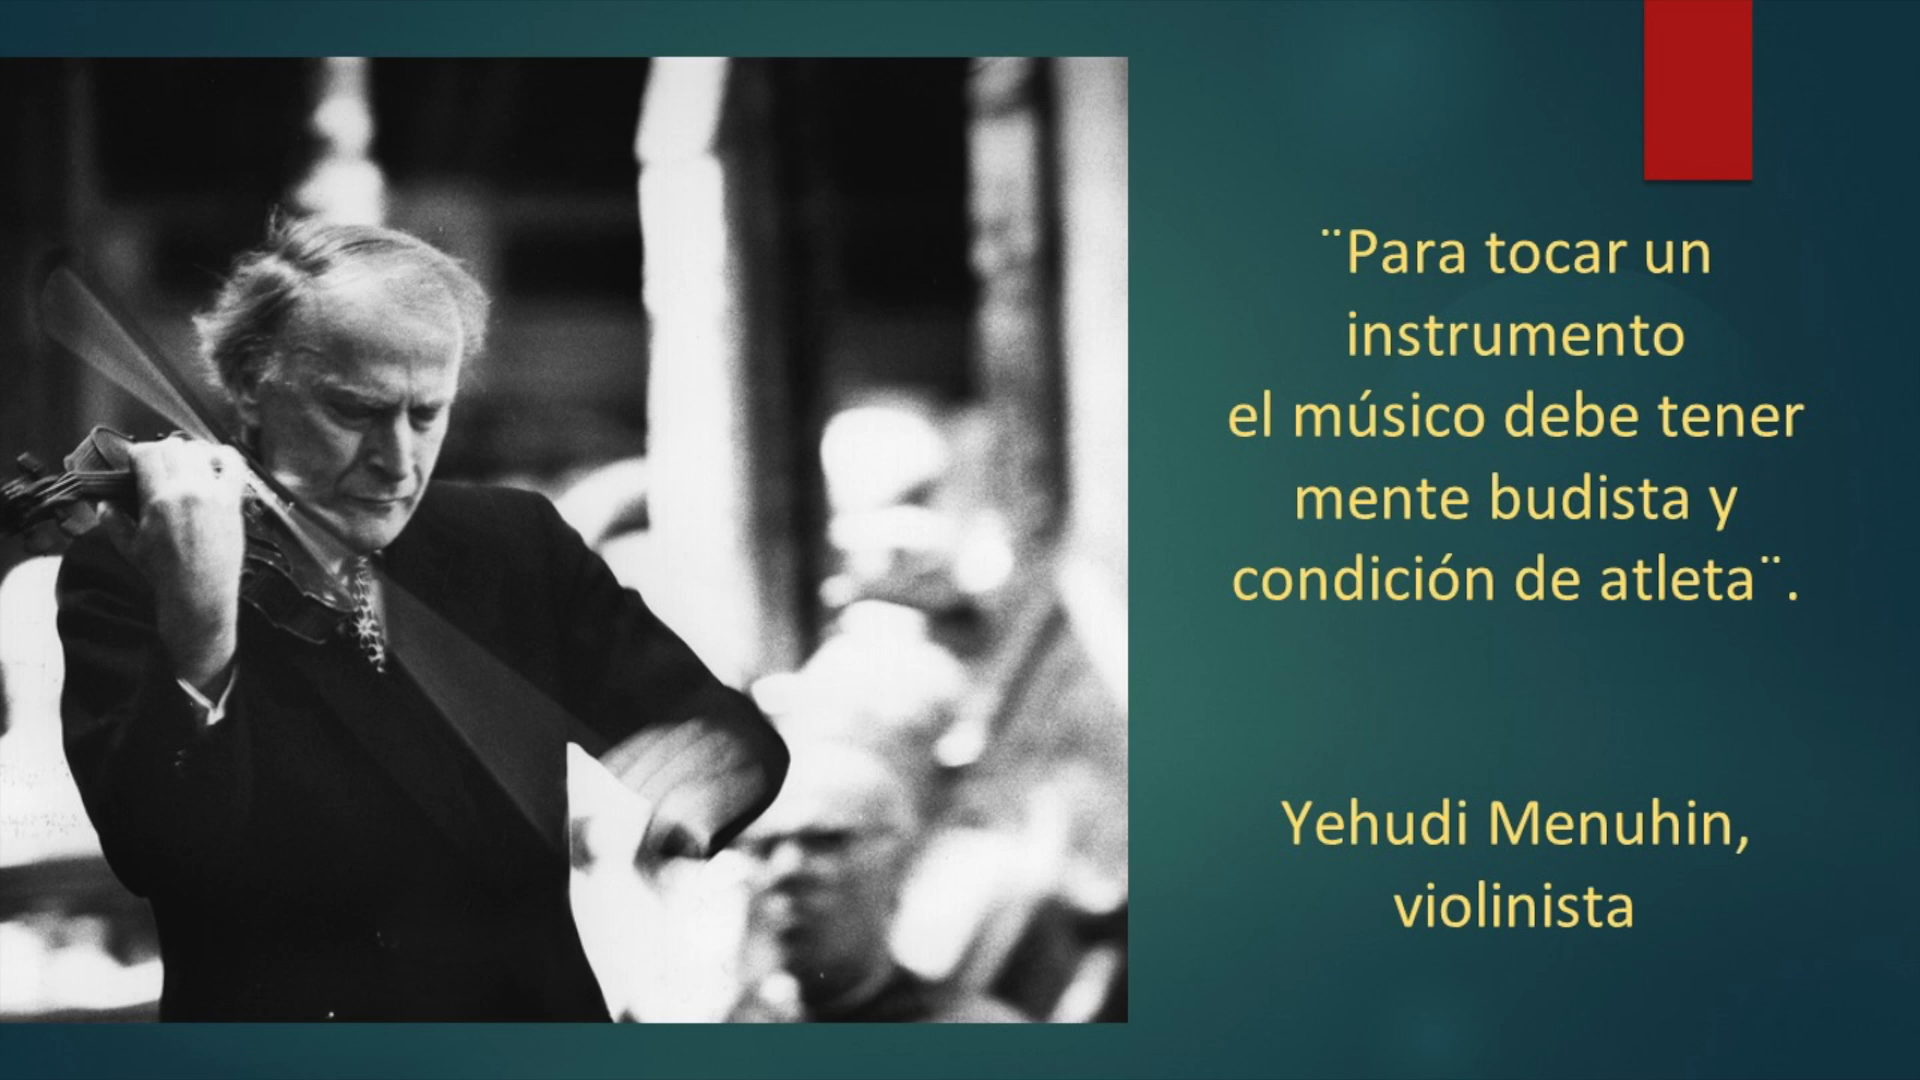 ¨Para tocar un
instrumento
el músico debe tener
mente budista y
condición de atleta¨.
Yehudi Menuhin,
violinista